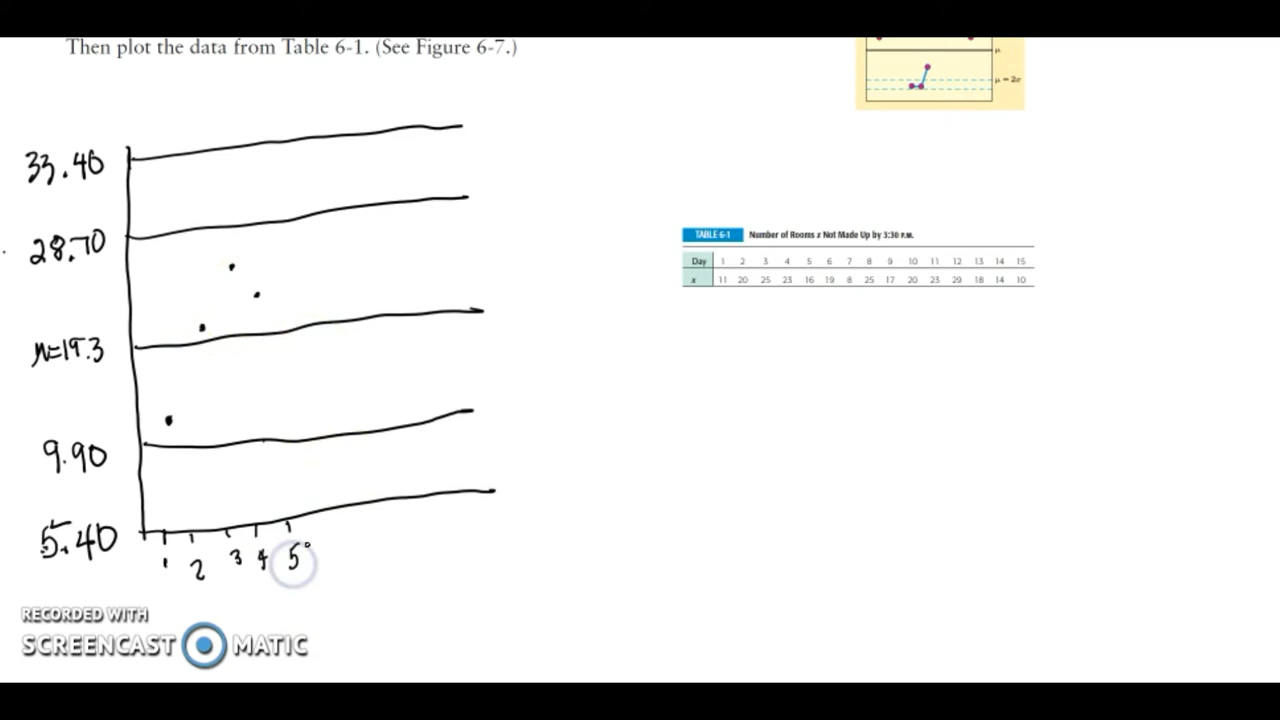 Then plot the data from Table 6-1. (See Figure 6-7.)
μ
μ = 2σ
33.40
28.70
μ=19.3
9.90
5.40
1 2 3 4 5
TABLE 6-1 Number of Rooms x Not Made Up by 3:30 P.M.
Day 1 2 3 4 5 6 7 8 9 10 11 12 13 14 15
x 11 20 25 23 16 19 8 25 17 20 23 29 18 14 10
RECORDED WITH
SCREENCAST MATIC